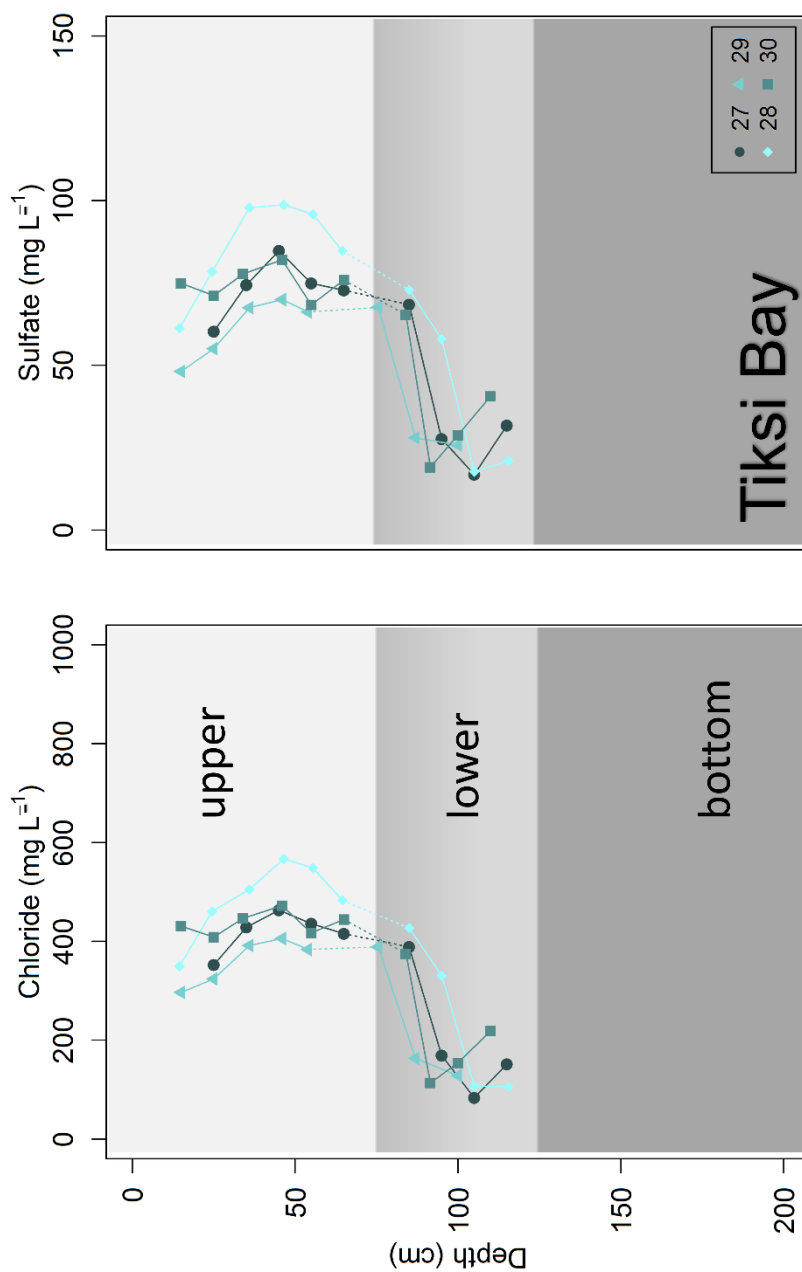 Chloride (mg L⁻¹)
0 200 400 600 800 1000
Sulfate (mg L⁻¹)
0 50 100 150
Depth (cm)
0
50
100
150
200
upper
lower
bottom
27 29
28 30
Tiksi Bay